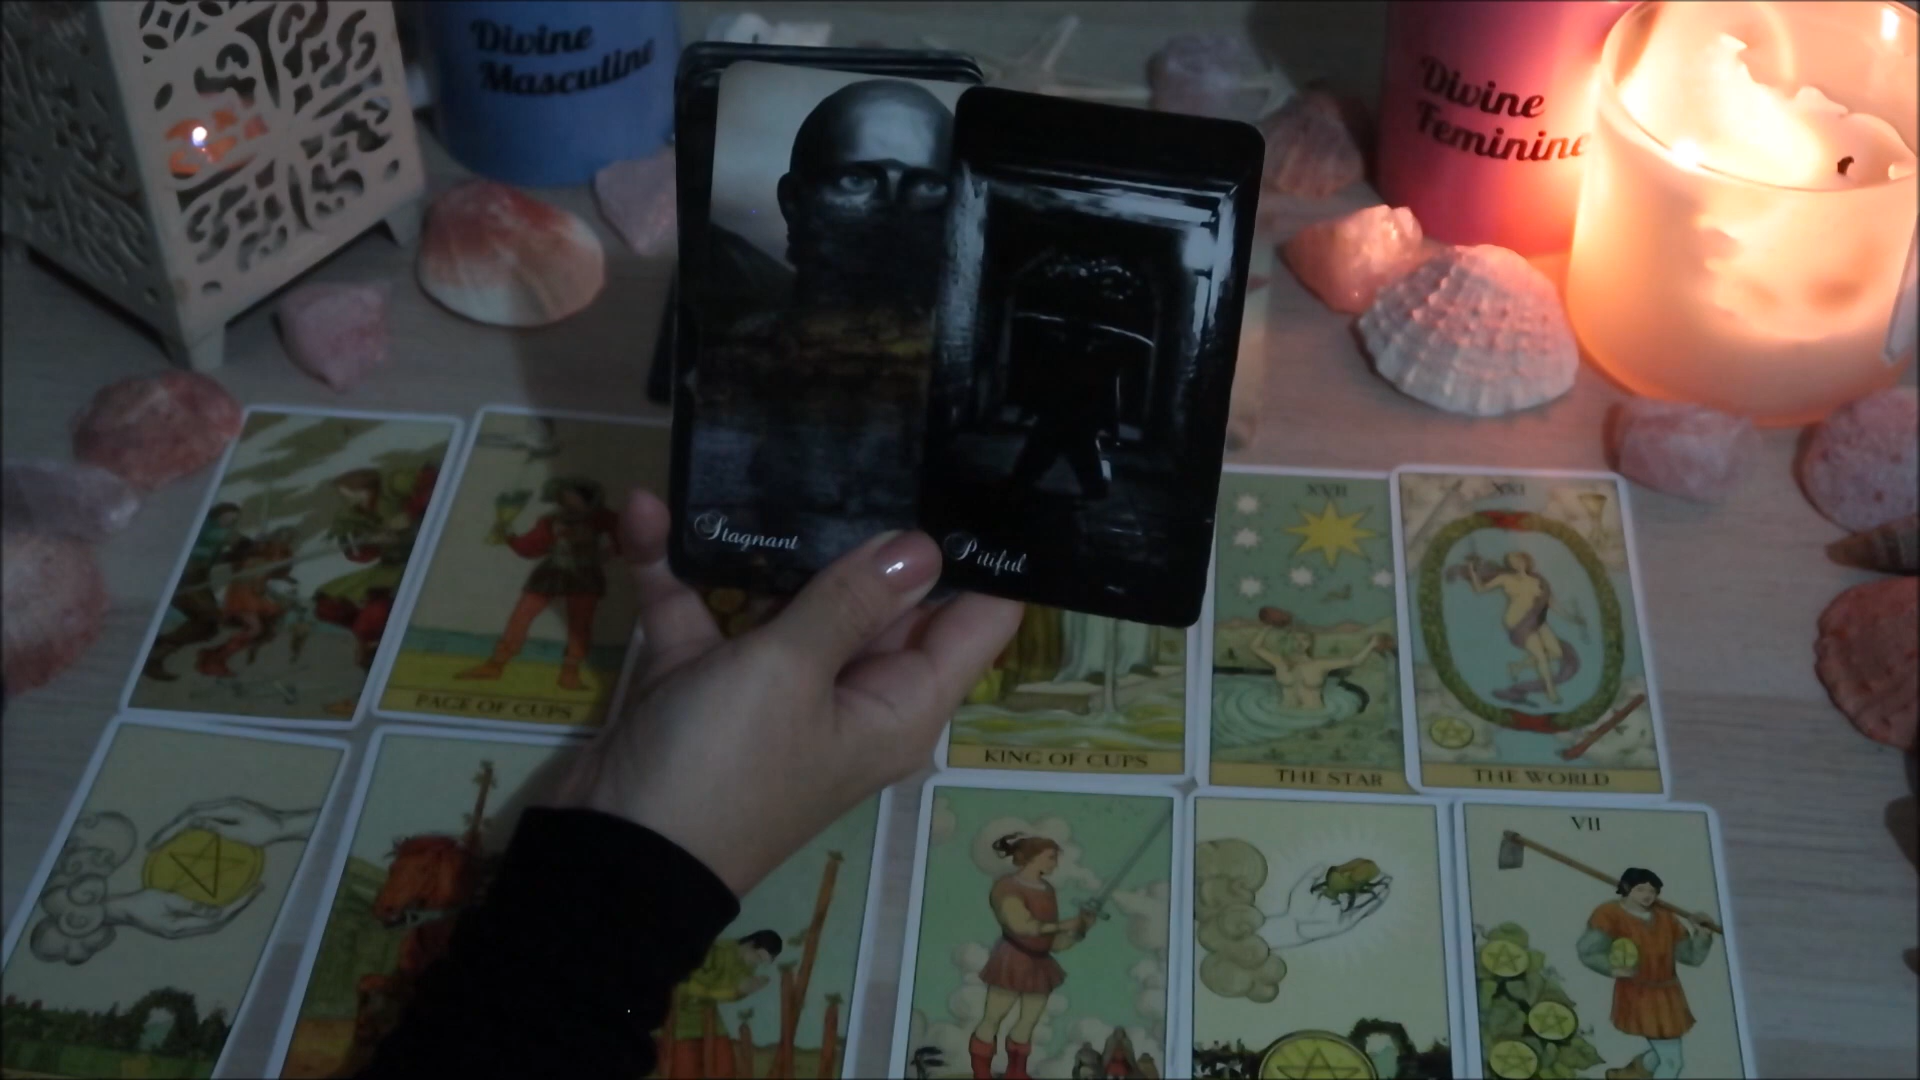 Divine
Masculine
Divine
Feminine
Stagnant
Pitiful
PAGE OF CUPS
KING OF CUPS
XVII
THE STAR
XXI
THE WORLD
VII